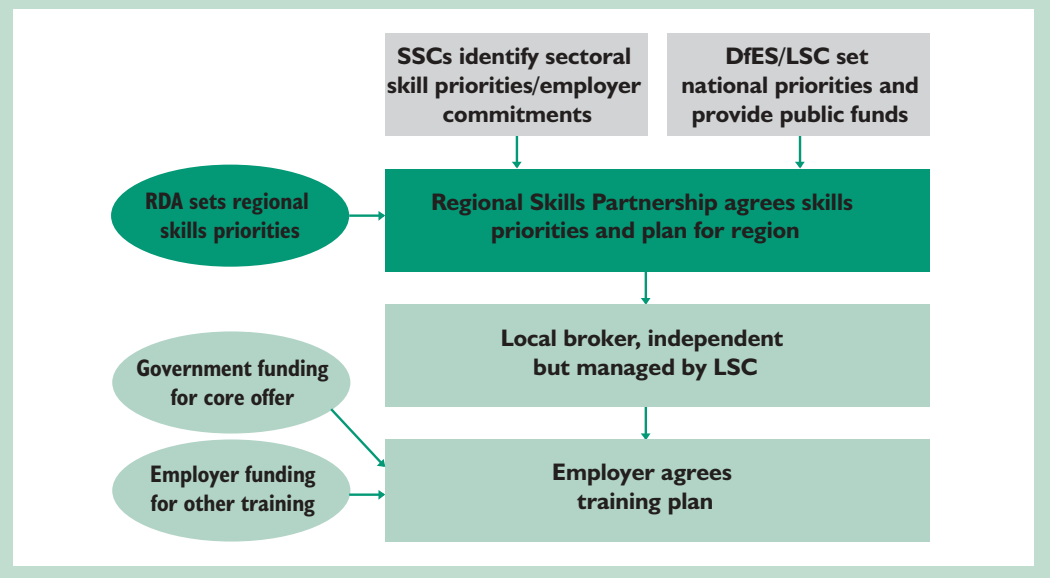 SSCs identify sectoral
skill priorities/employer
commitments
DfES/LSC set
national priorities and
provide public funds
RDA sets regional
skills priorities
Regional Skills Partnership agrees skills
priorities and plan for region
Local broker, independent
but managed by LSC
Government funding
for core offer
Employer funding
for other training
Employer agrees
training plan